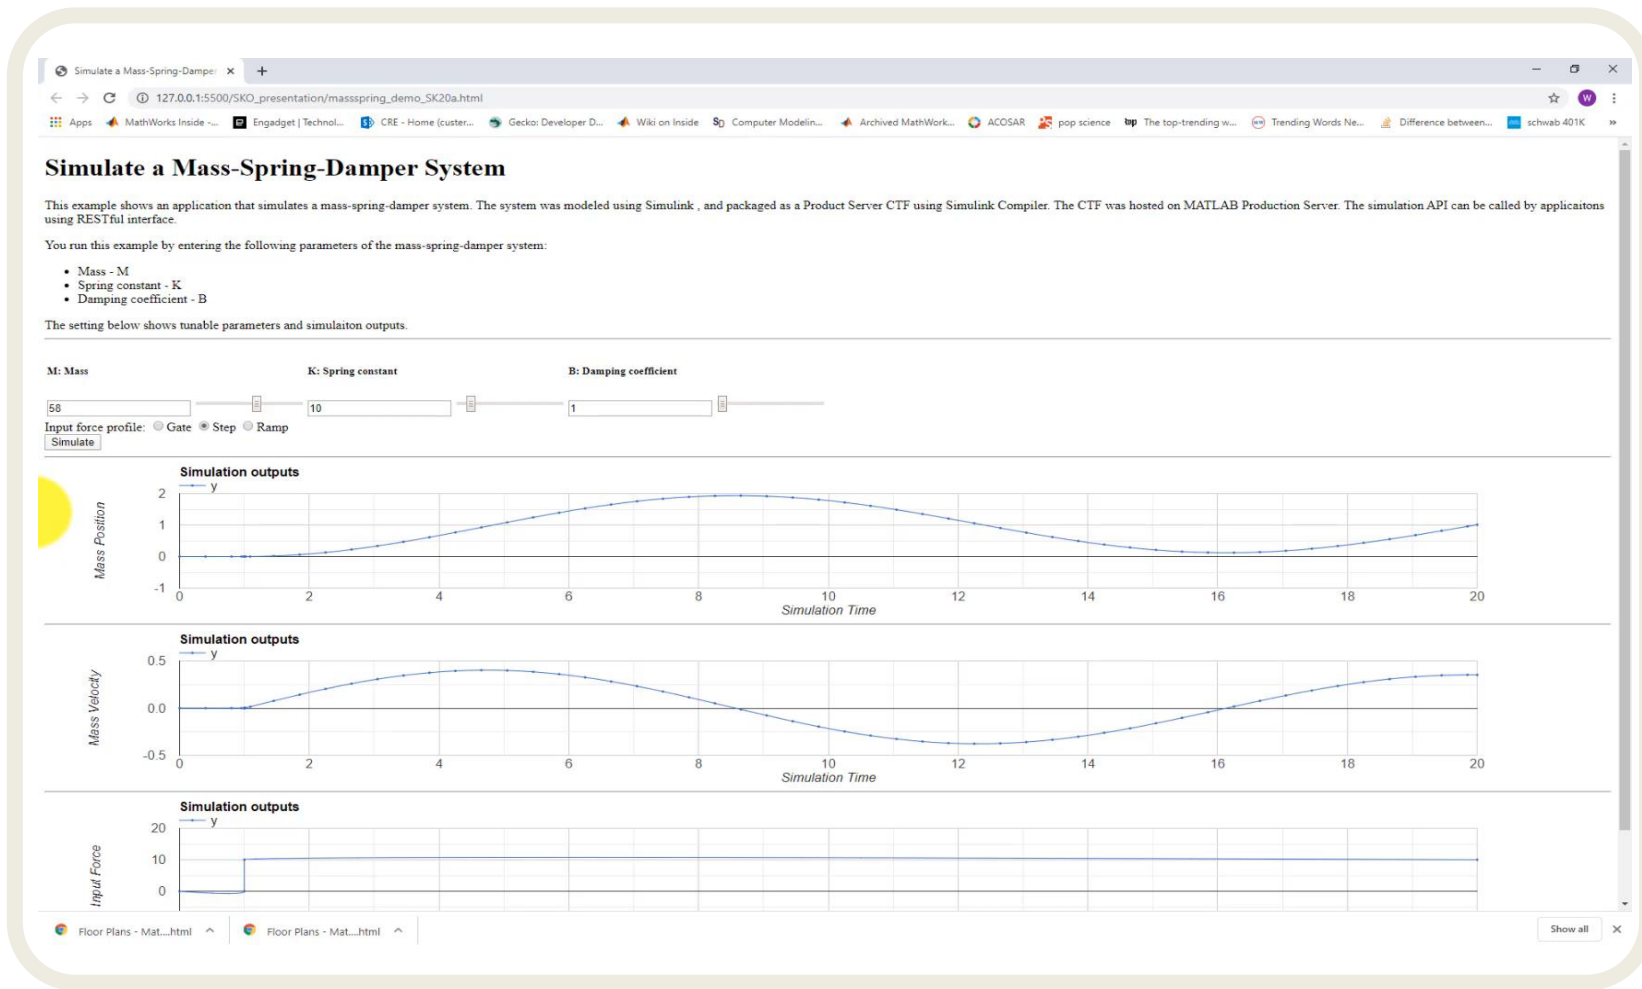 Simulate a Mass-Spring-Damper
127.0.0.1:5500/SKO_presentation/massspring_demo_SK20a.html
W
Apps MathWorks Inside -... Engadget | Technol... CRE - Home (custer... Gecko: Developer D... Wiki on Inside SD Computer Modelin... Archived MathWork... ACOSAR pop science top The top-trending w... Trending Words Ne... Difference between... schwab 401K »
Simulate a Mass-Spring-Damper System
This example shows an application that simulates a mass-spring-damper system. The system was modeled using Simulink , and packaged as a Product Server CTF using Simulink Compiler. The CTF was hosted on MATLAB Production Server. The simulation API can be called by applicaitons
using RESTful interface.
You run this example by entering the following parameters of the mass-spring-damper system:
• Mass - M
• Spring constant - K
• Damping coefficient - B
The setting below shows tunable parameters and simulaiton outputs.
M: Mass K: Spring constant B: Damping coefficient
58 10 1
Input force profile: Gate Step Ramp
Simulate
Simulation outputs
y
Mass Position
2
1
0
-1
0 2 4 6 8 10 12 14 16 18 20
Simulation Time
Simulation outputs
y
Mass Velocity
0.5
0.0
-0.5
0 2 4 6 8 10 12 14 16 18 20
Simulation Time
Simulation outputs
y
Input Force
20
10
0
Floor Plans - Mat....html Floor Plans - Mat....html Show all